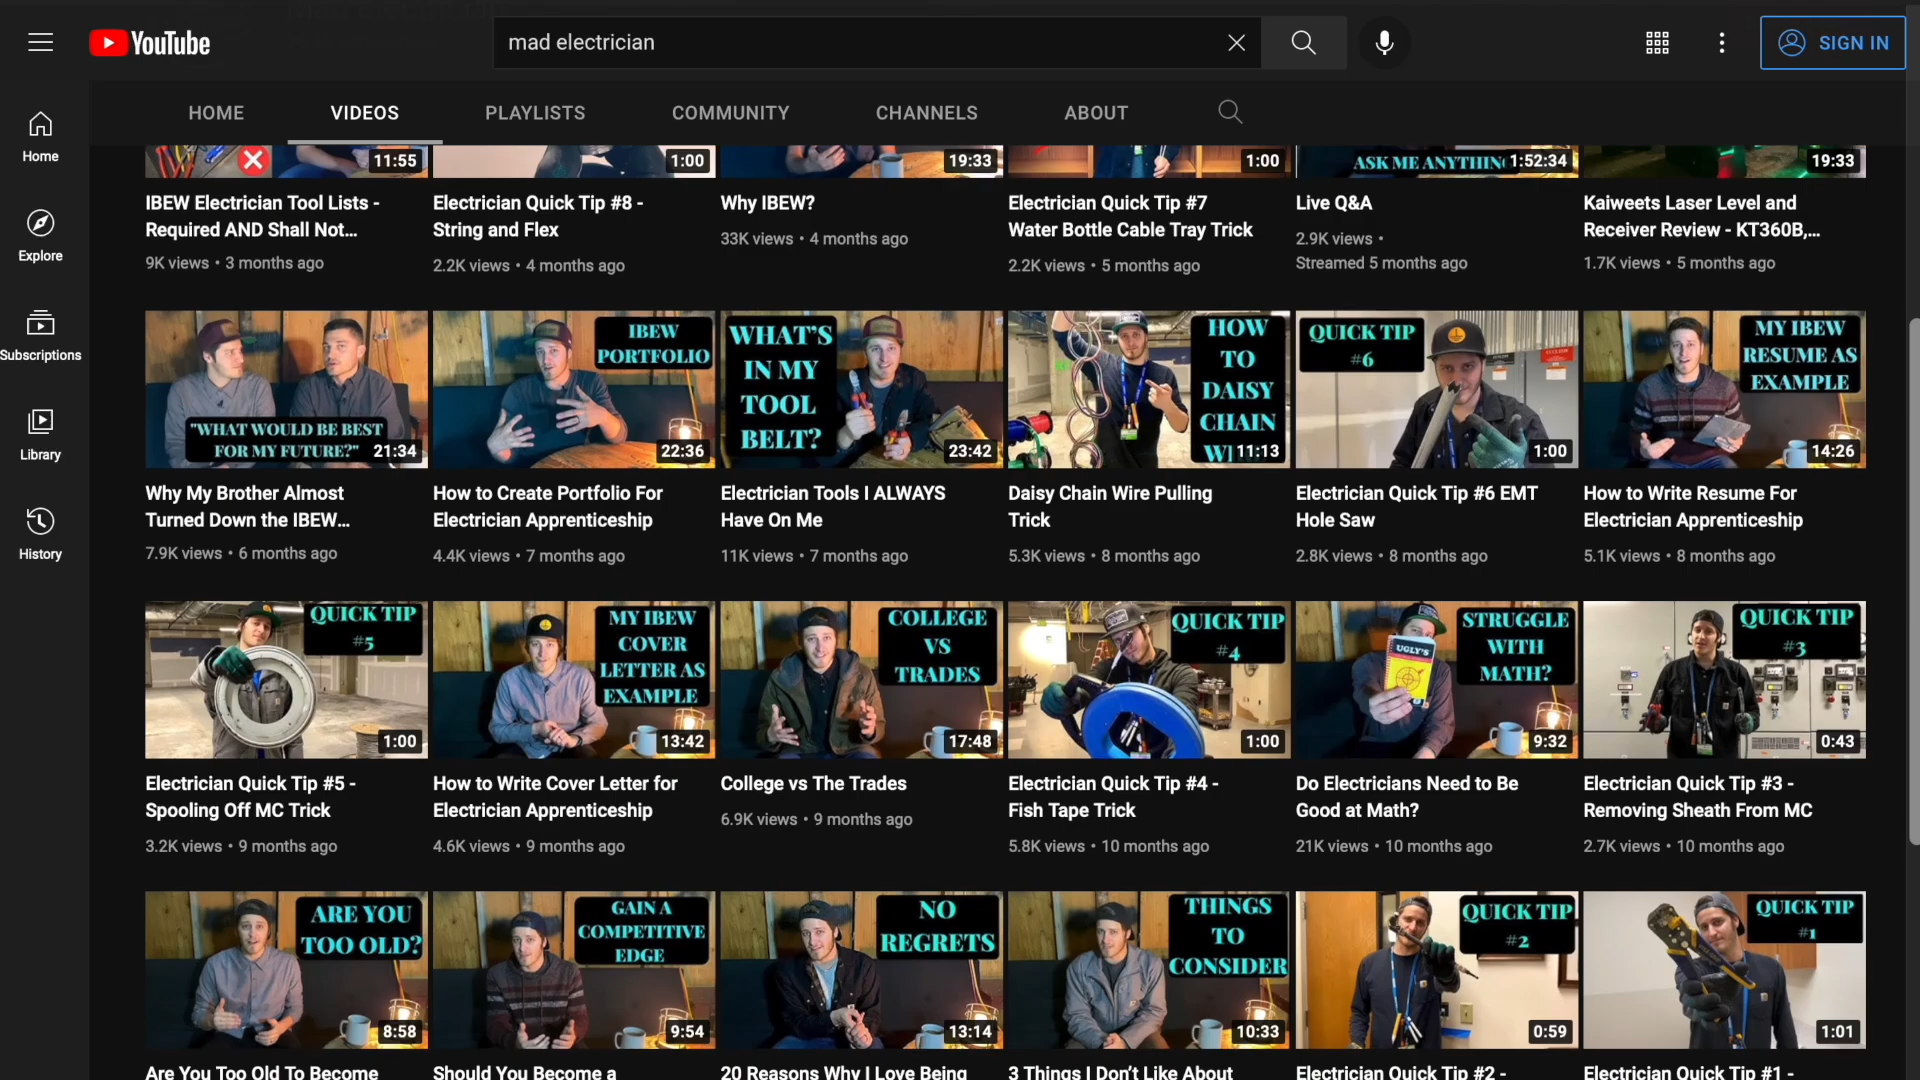 YouTube
mad electrician
SIGN IN
HOME
VIDEOS
PLAYLISTS
COMMUNITY
CHANNELS
ABOUT
Home
Explore
Subscriptions
Library
History
11:55
1:00
19:33
1:00
ASK ME ANYTHIN
1:52:34
19:33
IBEW Electrician Tool Lists -
Required AND Shall Not...
9K views • 3 months ago
Electrician Quick Tip #8 -
String and Flex
2.2K views • 4 months ago
Why IBEW?
33K views • 4 months ago
Electrician Quick Tip #7
Water Bottle Cable Tray Trick
2.2K views • 5 months ago
Live Q&A
2.9K views •
Streamed 5 months ago
Kaiweets Laser Level and
Receiver Review - KT360B,...
1.7K views • 5 months ago
"WHAT WOULD BE BEST
FOR MY FUTURE?"
21:34
Why My Brother Almost
Turned Down the IBEW...
7.9K views • 6 months ago
IBEW
PORTFOLIO
22:36
How to Create Portfolio For
Electrician Apprenticeship
4.4K views • 7 months ago
WHAT'S
IN MY
TOOL
BELT?
23:42
Electrician Tools I ALWAYS
Have On Me
11K views • 7 months ago
HOW
TO
DAISY
CHAIN
WI
11:13
Daisy Chain Wire Pulling
Trick
5.3K views • 8 months ago
QUICK TIP
#6
1:00
Electrician Quick Tip #6 EMT
Hole Saw
2.8K views • 8 months ago
MY IBEW
RESUME AS
EXAMPLE
14:26
How to Write Resume For
Electrician Apprenticeship
5.1K views • 8 months ago
QUICK TIP
#5
1:00
Electrician Quick Tip #5 -
Spooling Off MC Trick
3.2K views • 9 months ago
MY IBEW
COVER
LETTER AS
EXAMPLE
13:42
How to Write Cover Letter for
Electrician Apprenticeship
4.6K views • 9 months ago
COLLEGE
VS
TRADES
17:48
College vs The Trades
6.9K views • 9 months ago
QUICK TIP
#4
1:00
Electrician Quick Tip #4 -
Fish Tape Trick
5.8K views • 10 months ago
STRUGGLE
WITH
MATH?
UGLY'S
9:32
Do Electricians Need to Be
Good at Math?
21K views • 10 months ago
QUICK TIP
#3
0:43
Electrician Quick Tip #3 -
Removing Sheath From MC
2.7K views • 10 months ago
ARE YOU
TOO OLD?
8:58
Are You Too Old To Become
GAIN A
COMPETITIVE
EDGE
9:54
Should You Become a
NO
REGRETS
13:14
20 Reasons Why I Love Being
THINGS
TO
CONSIDER
10:33
3 Things I Don't Like About
QUICK TIP
#2
0:59
Electrician Quick Tip #2 -
QUICK TIP
#1
1:01
Electrician Quick Tip #1 -